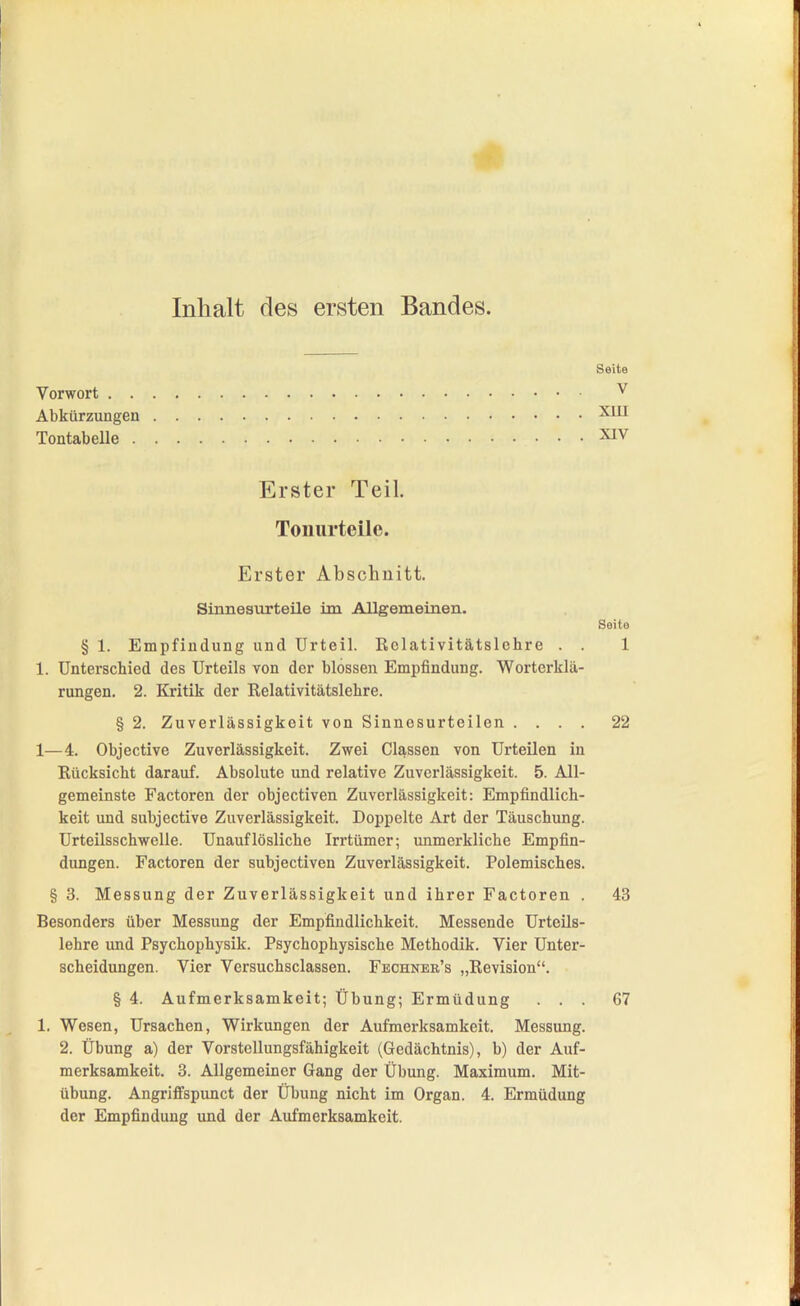 Inhalt des ersten Bandes.
Seite
Vorwort . . . . . . . . . . . . . . . . . . . . . . V
Abkürzungen . . . . . . . . . . . . . . . . . . . . XIII
Tontabelle . . . . . . . . . . . . . . . . . . . . . XIV
Erster Teil.
Tonurteile.
Erster Abschnitt.
Sinnesurteile im Allgemeinen.
Seite
§ 1. Empfindung und Urteil. Relativitätslehre . . 1
1. Unterschied des Urteils von der blossen Empfindung. Worterklä-
rungen. 2. Kritik der Relativitätslehre.
§ 2. Zuverlässigkeit von Sinnesurteilen . . . . 22
1—4. Objective Zuverlässigkeit. Zwei Classen von Urteilen in
Rücksicht darauf. Absolute und relative Zuverlässigkeit. 5. All-
gemeinste Factoren der objectiven Zuverlässigkeit: Empfindlich-
keit und subjective Zuverlässigkeit. Doppelte Art der Täuschung.
Urteilsschwelle. Unauflösliche Irrtümer; unmerkliche Empfin-
dungen. Factoren der subjectiven Zuverlässigkeit. Polemisches.
§ 3. Messung der Zuverlässigkeit und ihrer Factoren . 43
Besonders über Messung der Empfindlichkeit. Messende Urteils-
lehre und Psychophysik. Psychophysische Methodik. Vier Unter-
scheidungen. Vier Versuchsclassen. Fechner's „Revision“.
§ 4. Aufmerksamkeit; Übung; Ermüdung . . . 67
1. Wesen, Ursachen, Wirkungen der Aufmerksamkeit. Messung.
2. Übung a) der Vorstellungsfähigkeit (Gedächtnis), b) der Auf-
merksamkeit. 3. Allgemeiner Gang der Übung. Maximum. Mit-
übung. Angriffspunct der Übung nicht im Organ. 4. Ermüdung
der Empfindung und der Aufmerksamkeit.